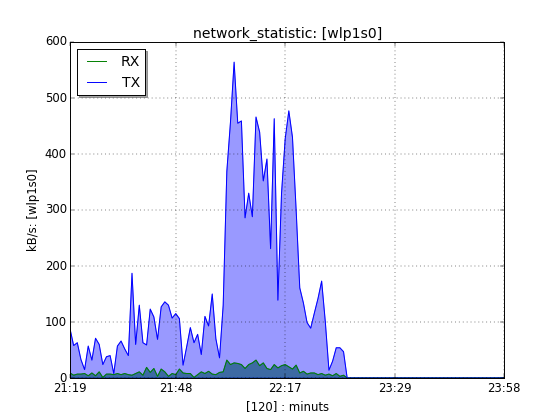 network_statistic: [wlp1s0]
600
500
400
300
200
100
0
kB/s: [wlp1s0]
RX
TX
21:19 21:48 22:17 23:29 23:58
[120] : minuts